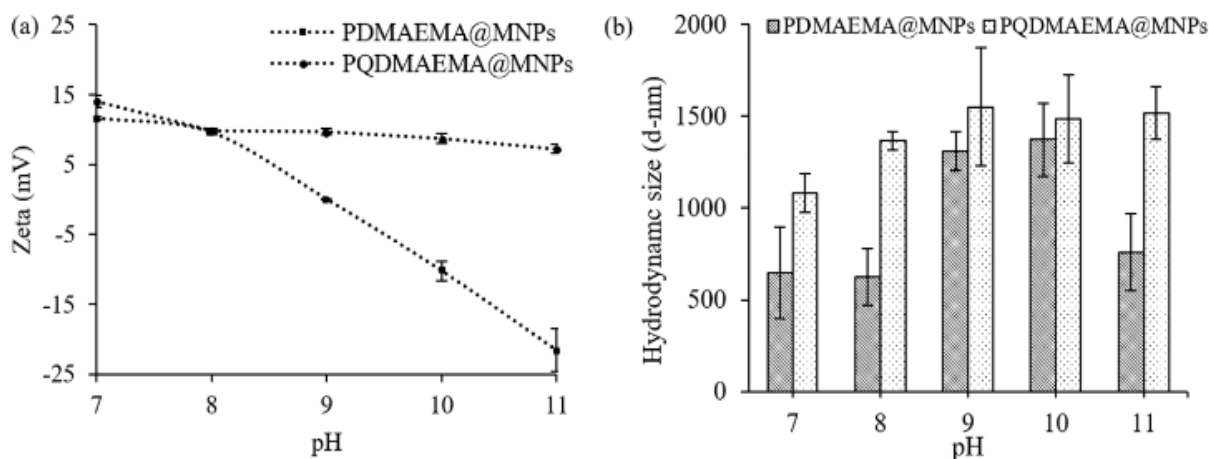 (a)
25
15
5
-5
-15
-25
Zeta (mV)
PDMAEMA@MNPs
PQDMAEMA@MNPs
7 8 9 10 11
pH
(b)
2000
1500
1000
500
0
Hydrodynamc size (d-nm)
PDMAEMA@MNPs PQDMAEMA@MNPs
7 8 9 10 11
pH